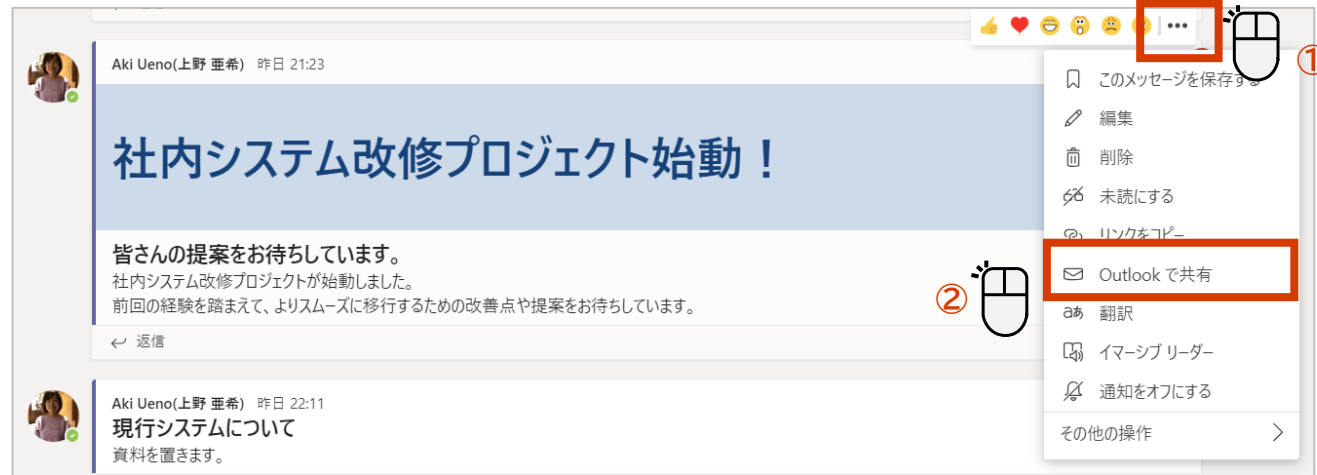 Aki Ueno(上野 亜希) 昨日 21:23
社内システム改修プロジェクト始動！
皆さんの提案をお待ちしています。
社内システム改修プロジェクトが始動しました。
前回の経験を踏まえて、よりスムーズに移行するための改善点や提案をお待ちしています。
返信
Aki Ueno(上野 亜希) 昨日 22:11
現行システムについて
資料を置きます。
①
このメッセージを保存する
編集
削除
未読にする
リンクをコピー
②
Outlook で共有
aあ 翻訳
イマーシブ リーダー
通知をオフにする
その他の操作